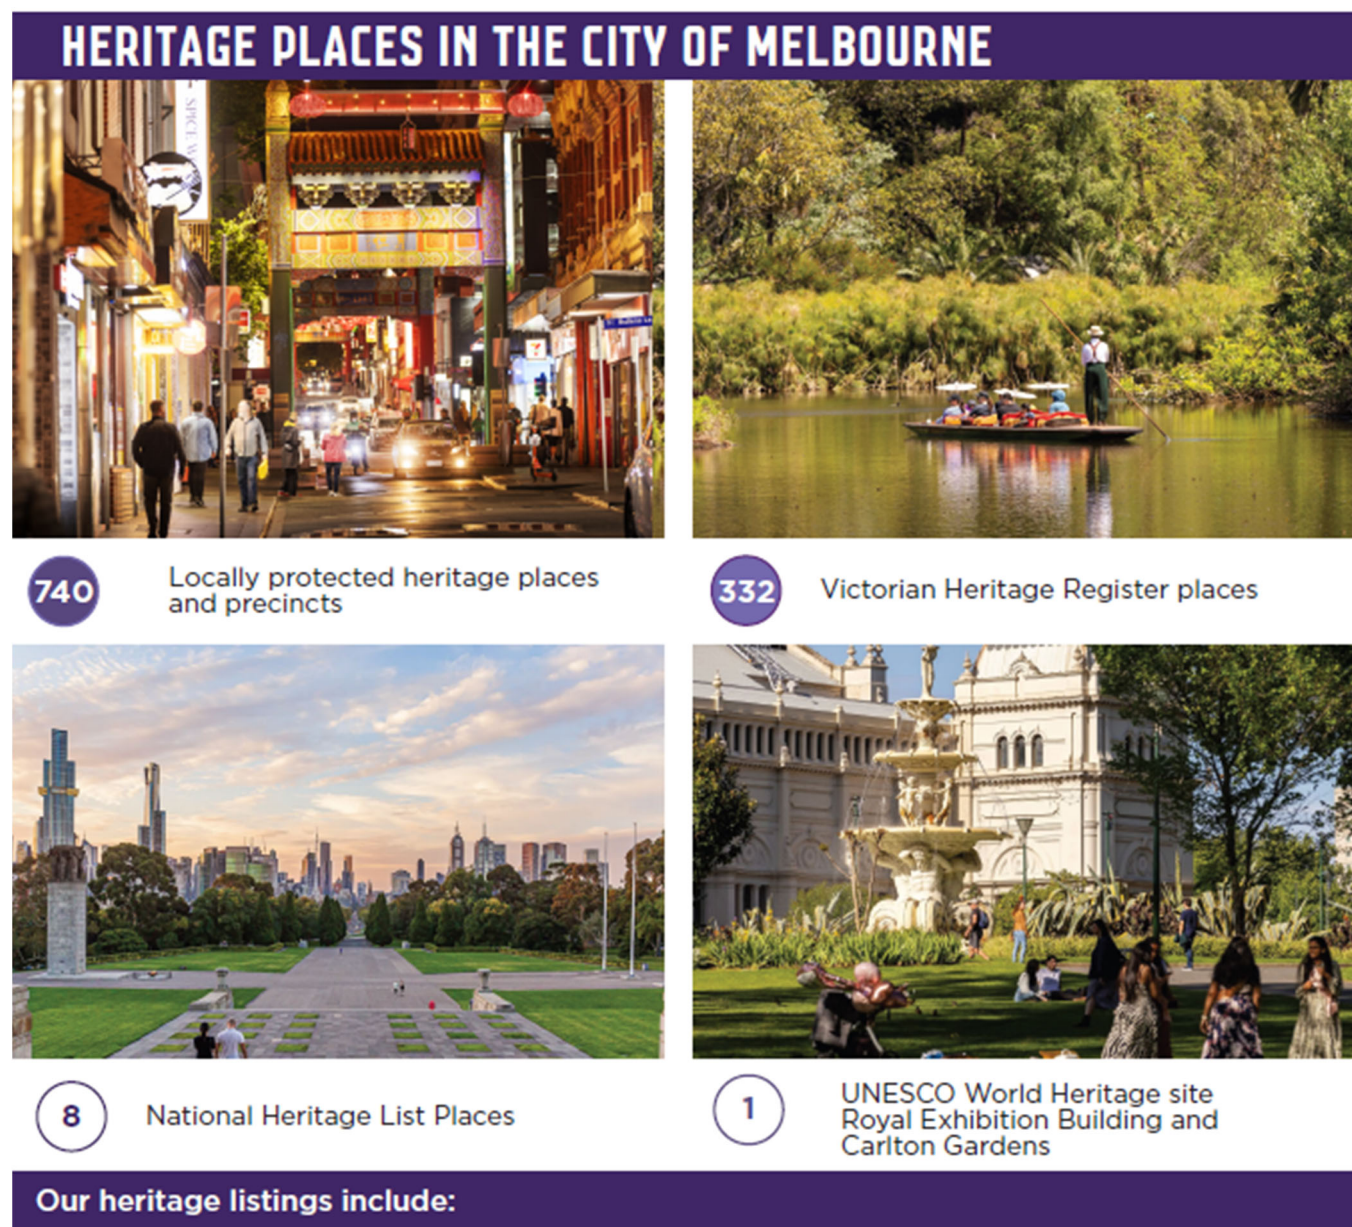 HERITAGE PLACES IN THE CITY OF MELBOURNE
SPICE
740
Locally protected heritage places
and precincts
332
Victorian Heritage Register places
8
National Heritage List Places
1
UNESCO World Heritage site
Royal Exhibition Building and
Carlton Gardens
Our heritage listings include: